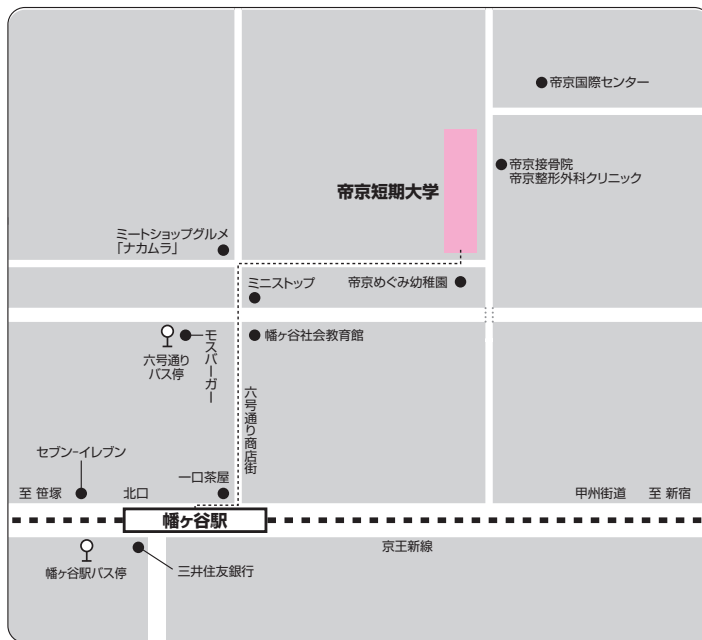 帝京国際センター
帝京接骨院
帝京整形外科クリニック
帝京短期大学
ミートショップグルメ
「ナカムラ」
ミニストップ
帝京めぐみ幼稚園
モスバーガー
幡ヶ谷社会教育館
六号通り
バス停
六号通り商店街
セブン-イレブン
一口茶屋
至 笹塚
北口
甲州街道
至 新宿
幡ヶ谷駅
京王新線
幡ヶ谷駅バス停
三井住友銀行